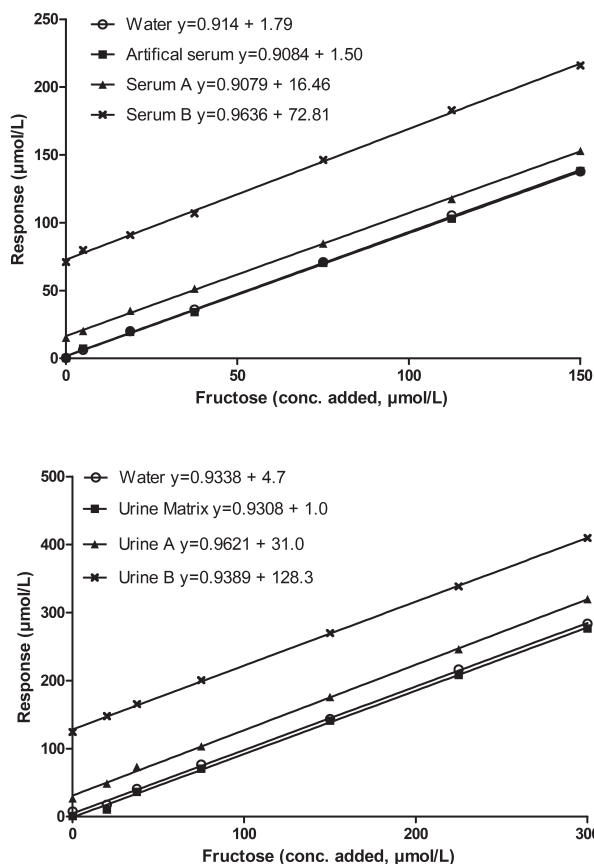 250
200
150
100
50
0
Response (μmol/L)
Water y=0.914 + 1.79
Artifical serum y=0.9084 + 1.50
Serum A y=0.9079 + 16.46
Serum B y=0.9636 + 72.81
0 50 100 150
Fructose (conc. added, μmol/L)
500
400
300
200
100
0
Response (μmol/L)
Water y=0.9338 + 4.7
Urine Matrix y=0.9308 + 1.0
Urine A y=0.9621 + 31.0
Urine B y=0.9389 + 128.3
0 100 200 300
Fructose (conc. added, μmol/L)